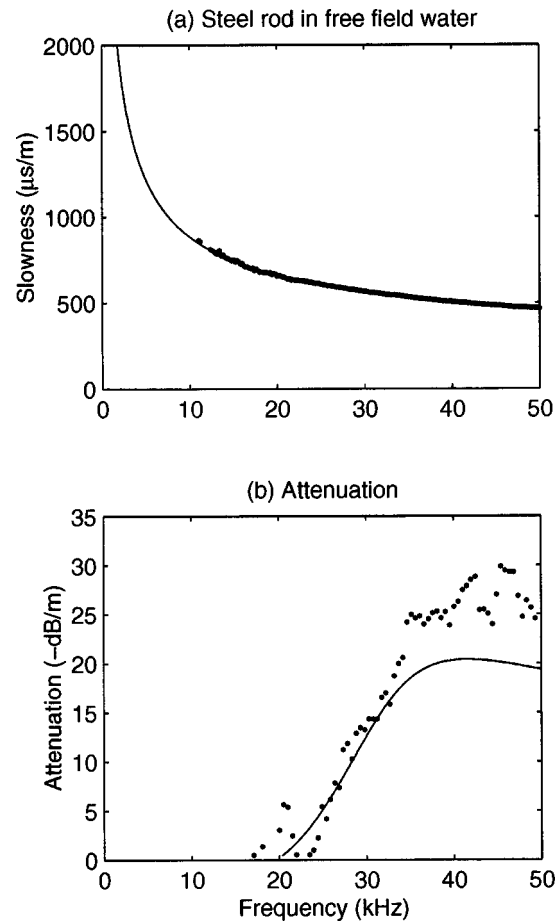 (a) Steel rod in free field water
2000
1500
1000
500
0
Slowness (μs/m)
0 10 20 30 40 50
(b) Attenuation
35
30
25
20
15
10
5
0
Attenuation (−dB/m)
0 10 20 30 40 50
Frequency (kHz)